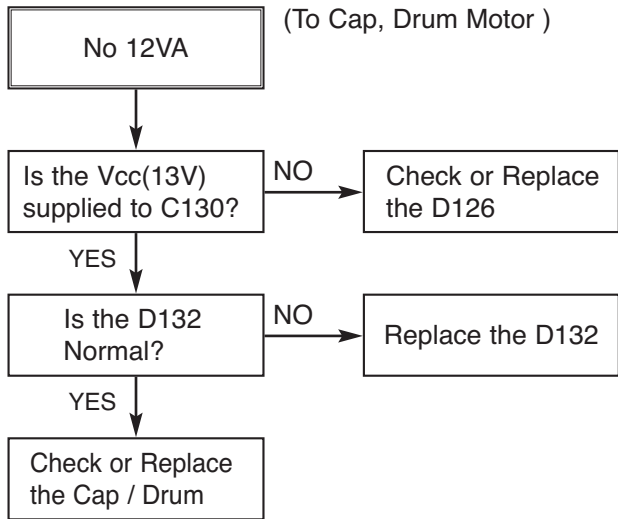 (To Cap, Drum Motor )
No 12VA
Is the Vcc(13V)
supplied to C130?
NO
Check or Replace
the D126
YES
Is the D132
Normal?
NO
Replace the D132
YES
Check or Replace
the Cap / Drum